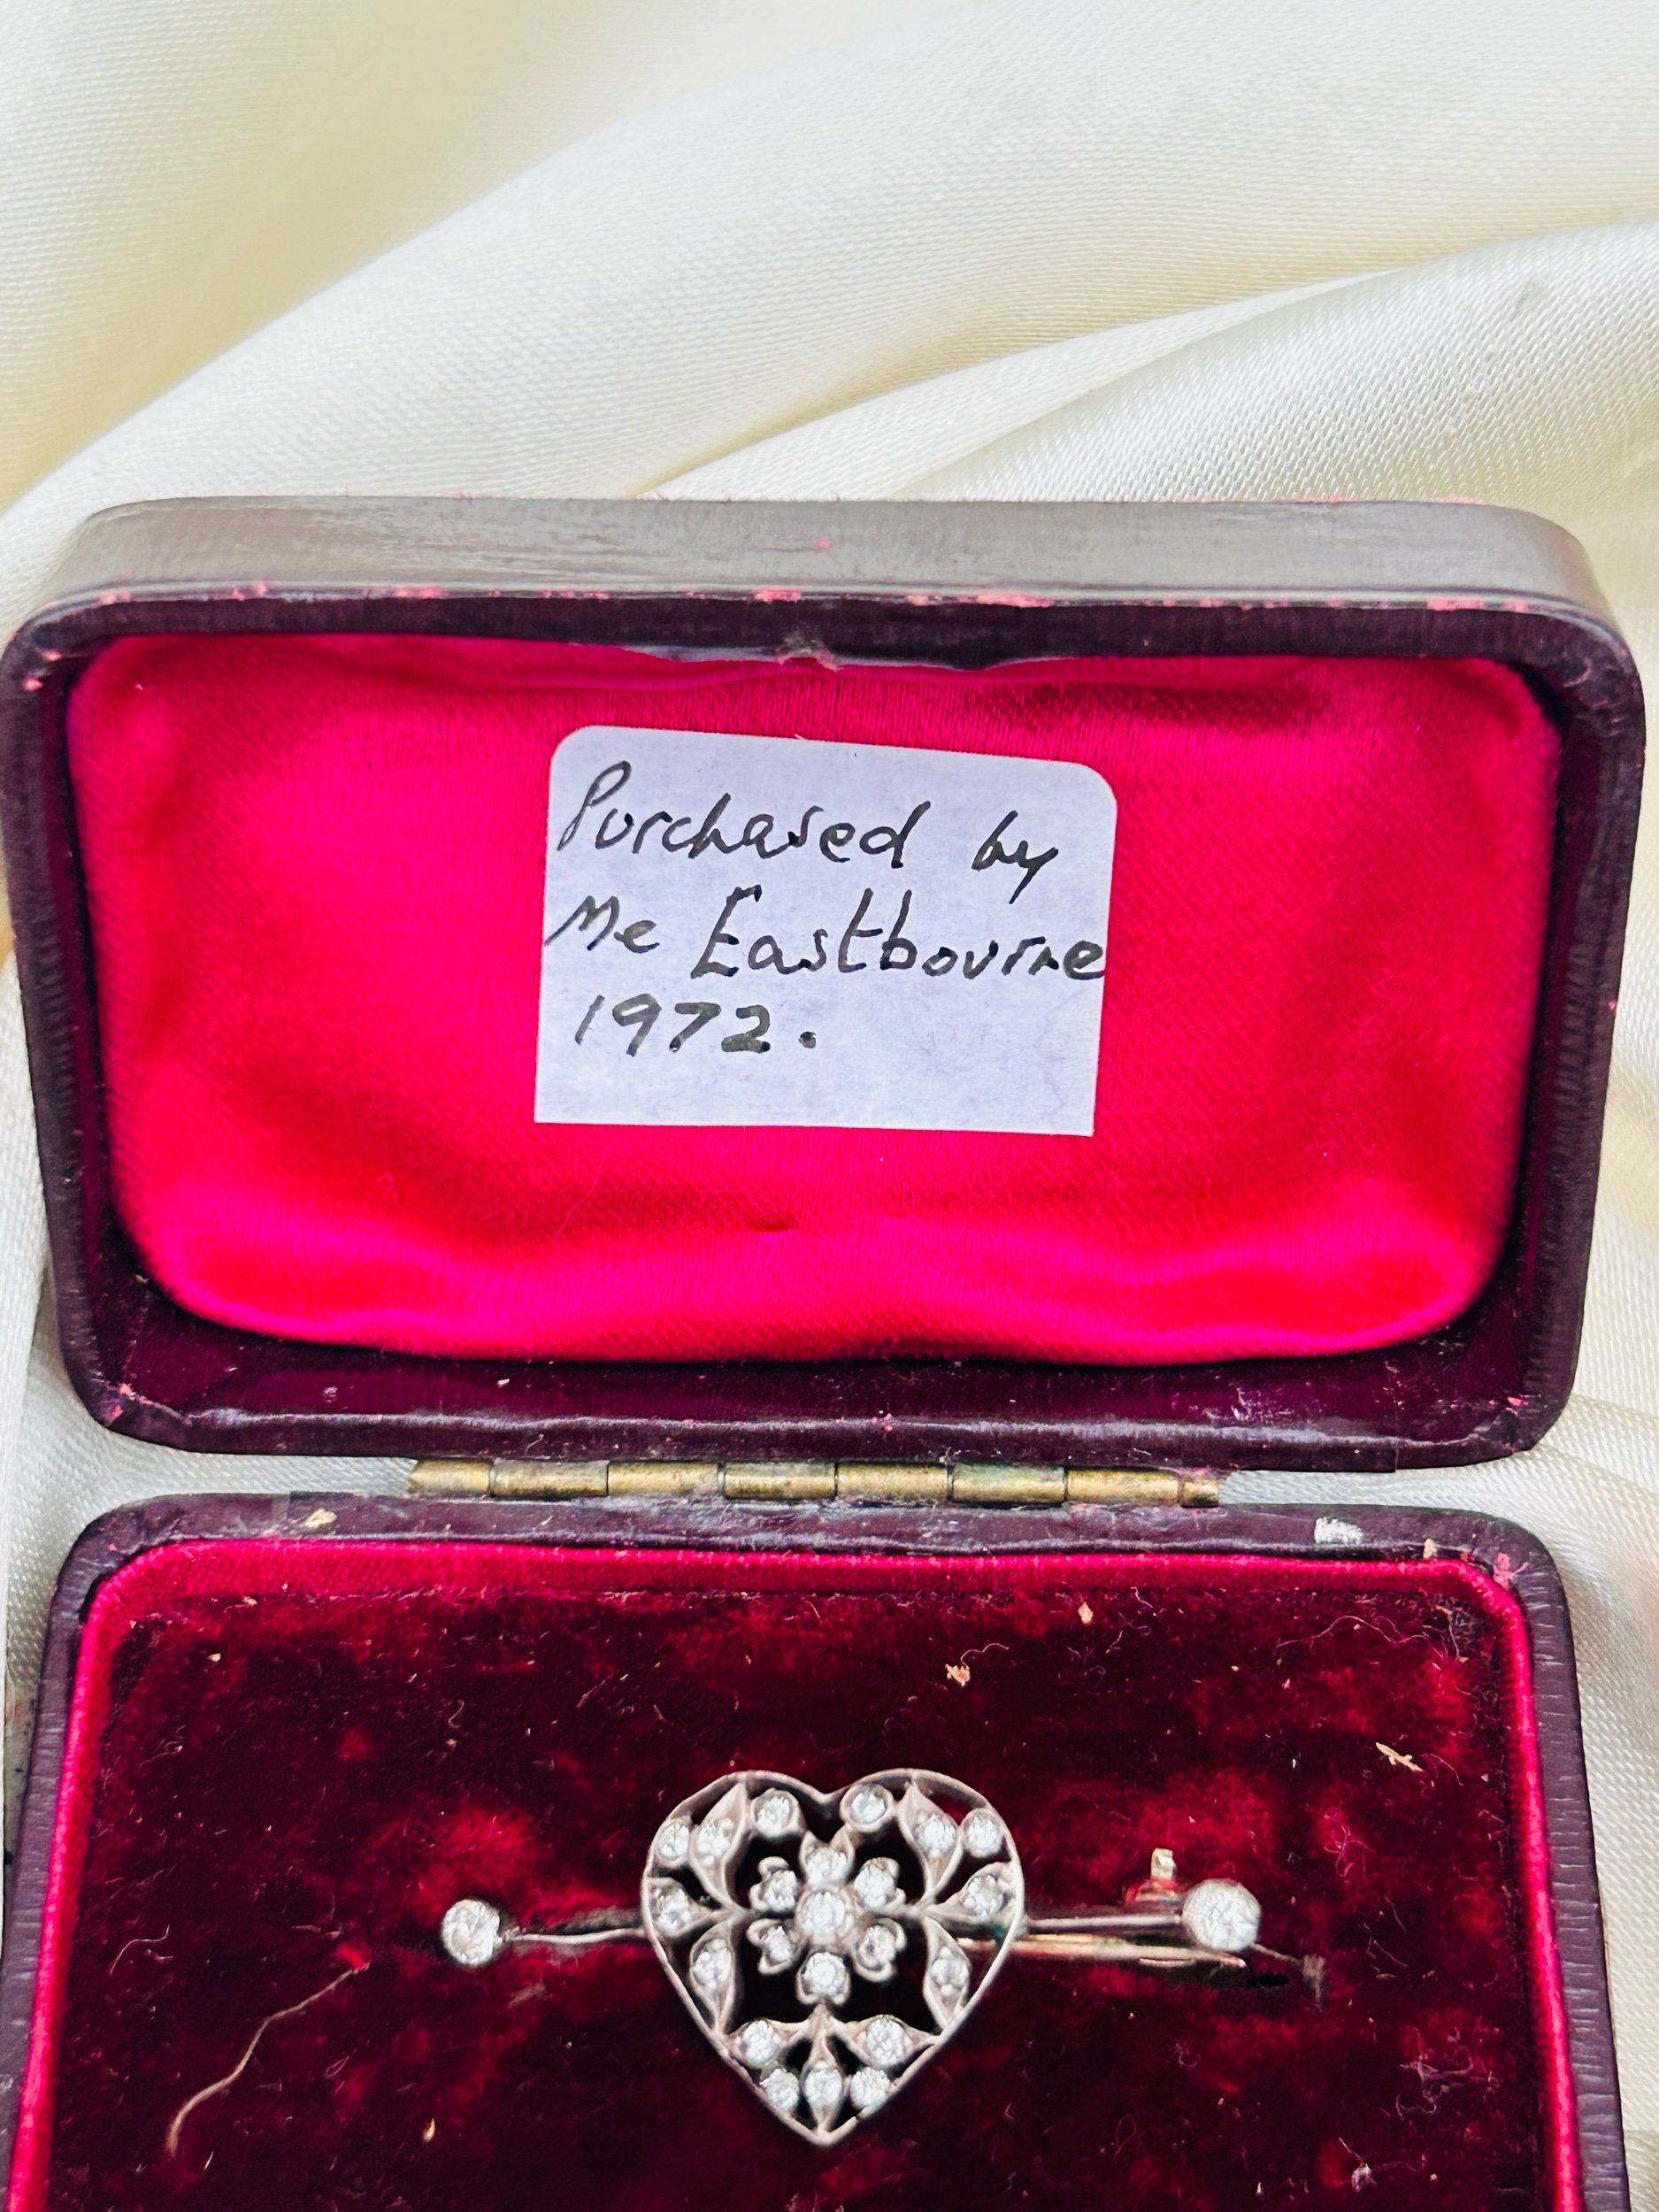 Purchased by
Me Eastbourne
1972.